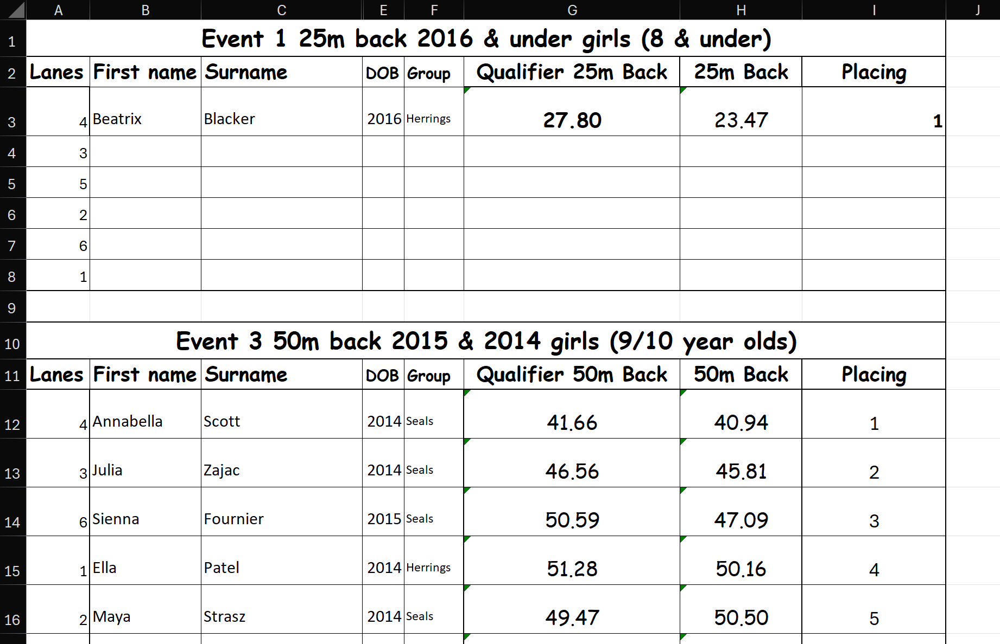 A B C E F G H I J
1 Event 1 25m back 2016 & under girls (8 & under)
2 Lanes First name Surname DOB Group Qualifier 25m Back 25m Back Placing
3 4 Beatrix Blacker 2016 Herrings 27.80 23.47 1
4 3
5 5
6 2
7 6
8 1
9
10 Event 3 50m back 2015 & 2014 girls (9/10 year olds)
11 Lanes First name Surname DOB Group Qualifier 50m Back 50m Back Placing
12 4 Annabella Scott 2014 Seals 41.66 40.94 1
13 3 Julia Zajac 2014 Seals 46.56 45.81 2
14 6 Sienna Fournier 2015 Seals 50.59 47.09 3
15 1 Ella Patel 2014 Herrings 51.28 50.16 4
16 2 Maya Strasz 2014 Seals 49.47 50.50 5